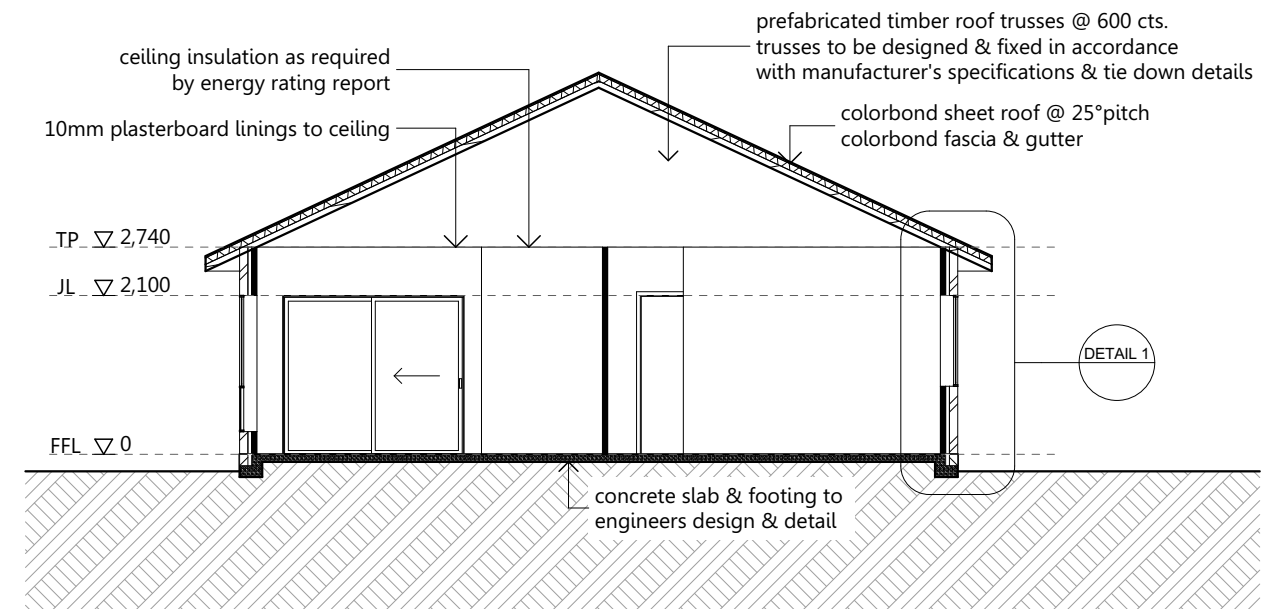 prefabricated timber roof trusses @ 600 cts.
trusses to be designed & fixed in accordance
with manufacturer's specifications & tie down details
ceiling insulation as required
by energy rating report
colorbond sheet roof @ 25°pitch
colorbond fascia & gutter
10mm plasterboard linings to ceiling
TP 2,740
JL 2,100
DETAIL 1
FFL 0
concrete slab & footing to
engineers design & detail